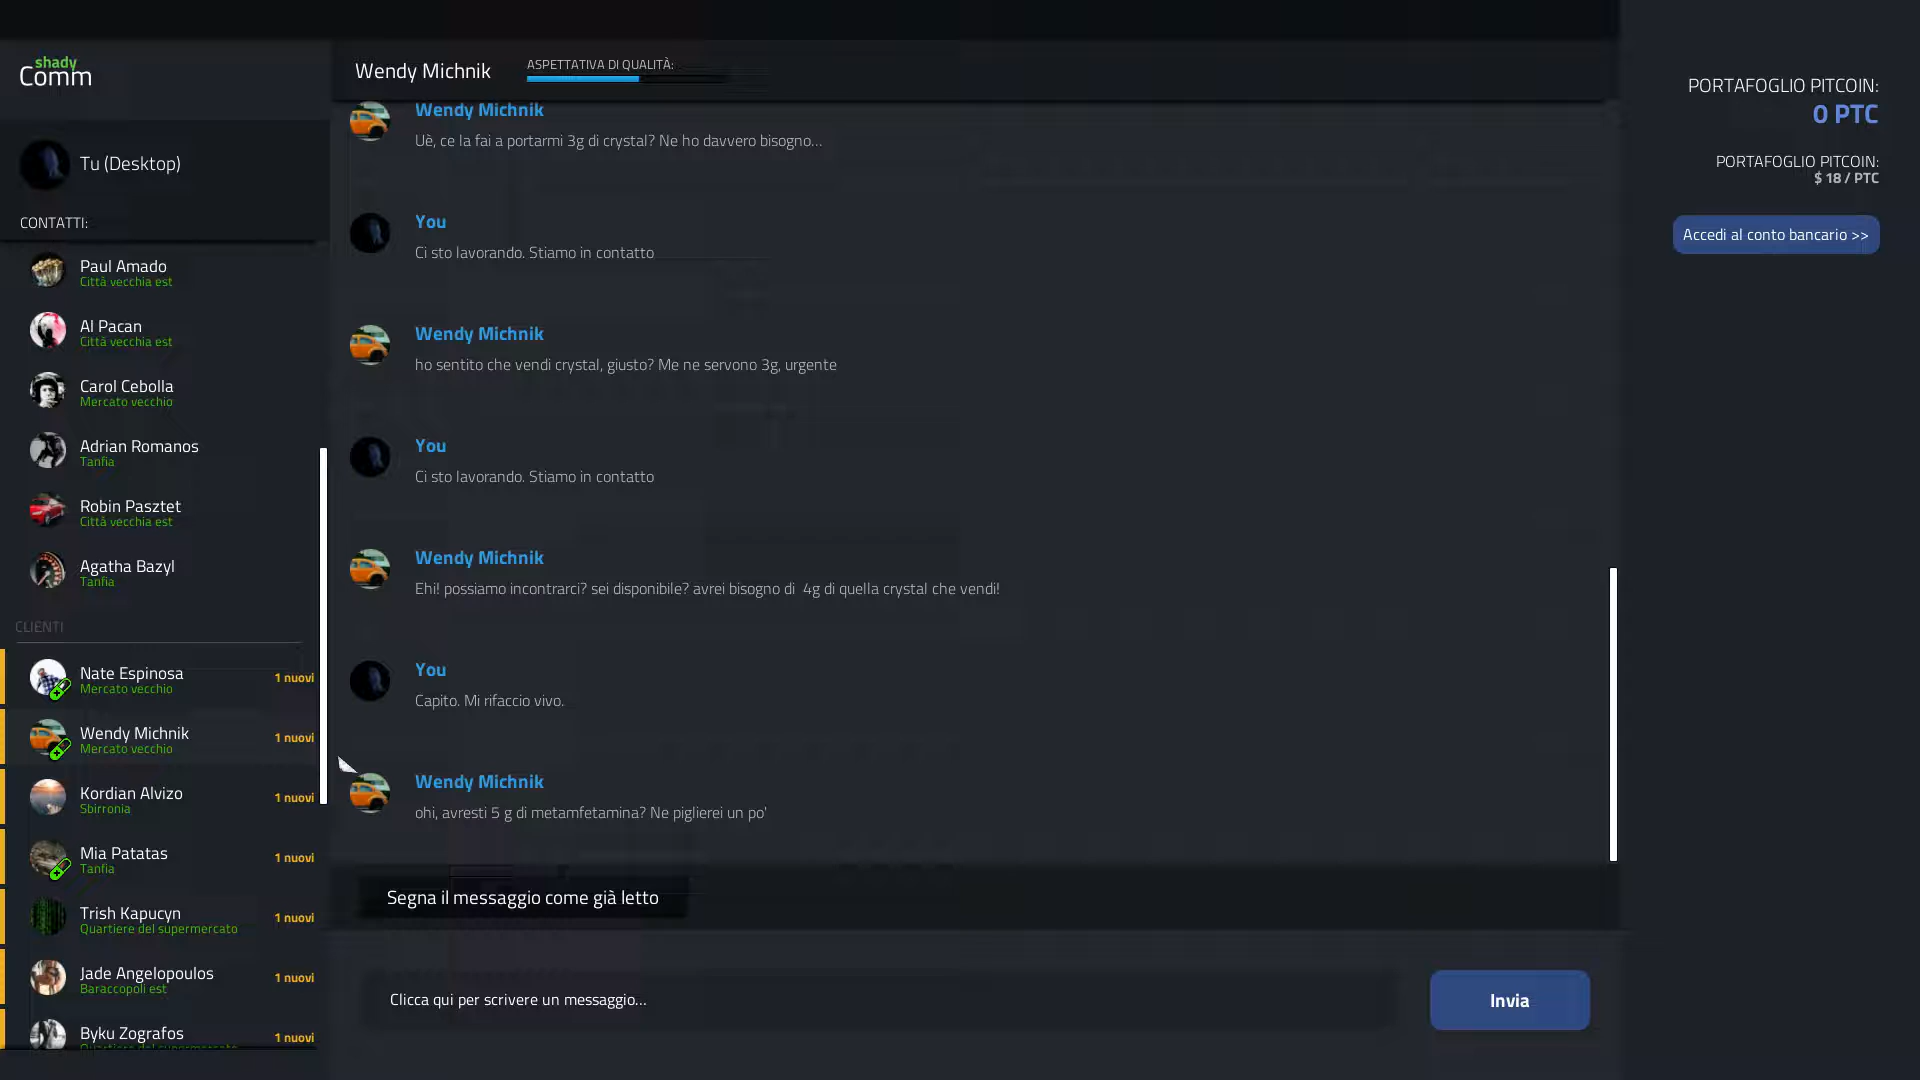 shady
Comm
Tu (Desktop)
CONTATTI:
Paul Amado
Città vecchia est
Al Pacan
Città vecchia est
Carol Cebolla
Mercato vecchio
Adrian Romanos
Tanfia
Robin Pasztet
Città vecchia est
Agatha Bazyl
Tanfia
CLIENTI
Nate Espinosa
Mercato vecchio
1 nuovi
Wendy Michnik
Mercato vecchio
1 nuovi
Kordian Alvizo
Sbirronia
1 nuovi
Mia Patatas
Tanfia
1 nuovi
Trish Kapucyn
Quartiere del supermercato
1 nuovi
Jade Angelopoulos
Baraccopoli est
1 nuovi
Byku Zografos
Quartiere del supermercato
1 nuovi
Wendy Michnik
ASPETTATIVA DI QUALITÀ:
Wendy Michnik
Uè, ce la fai a portarmi 3g di crystal? Ne ho davvero bisogno...
You
Ci sto lavorando. Stiamo in contatto
Wendy Michnik
ho sentito che vendi crystal, giusto? Me ne servono 3g, urgente
You
Ci sto lavorando. Stiamo in contatto
Wendy Michnik
Ehi! possiamo incontrarci? sei disponibile? avrei bisogno di  4g di quella crystal che vendi!
You
Capito. Mi rifaccio vivo.
Wendy Michnik
ohi, avresti 5 g di metamfetamina? Ne piglierei un po'
Segna il messaggio come già letto
Clicca qui per scrivere un messaggio...
Invia
PORTAFOGLIO PITCOIN:
0 PTC
PORTAFOGLIO PITCOIN:
$ 18 / PTC
Accedi al conto bancario >>